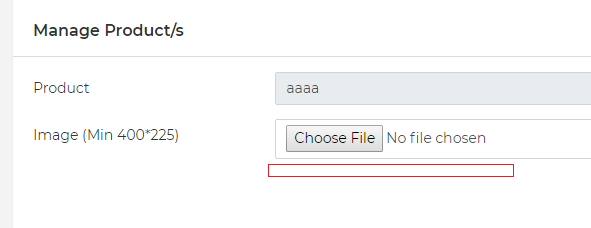 Manage Product/s
Product aaaa
Image (Min 400*225) Choose File No file chosen